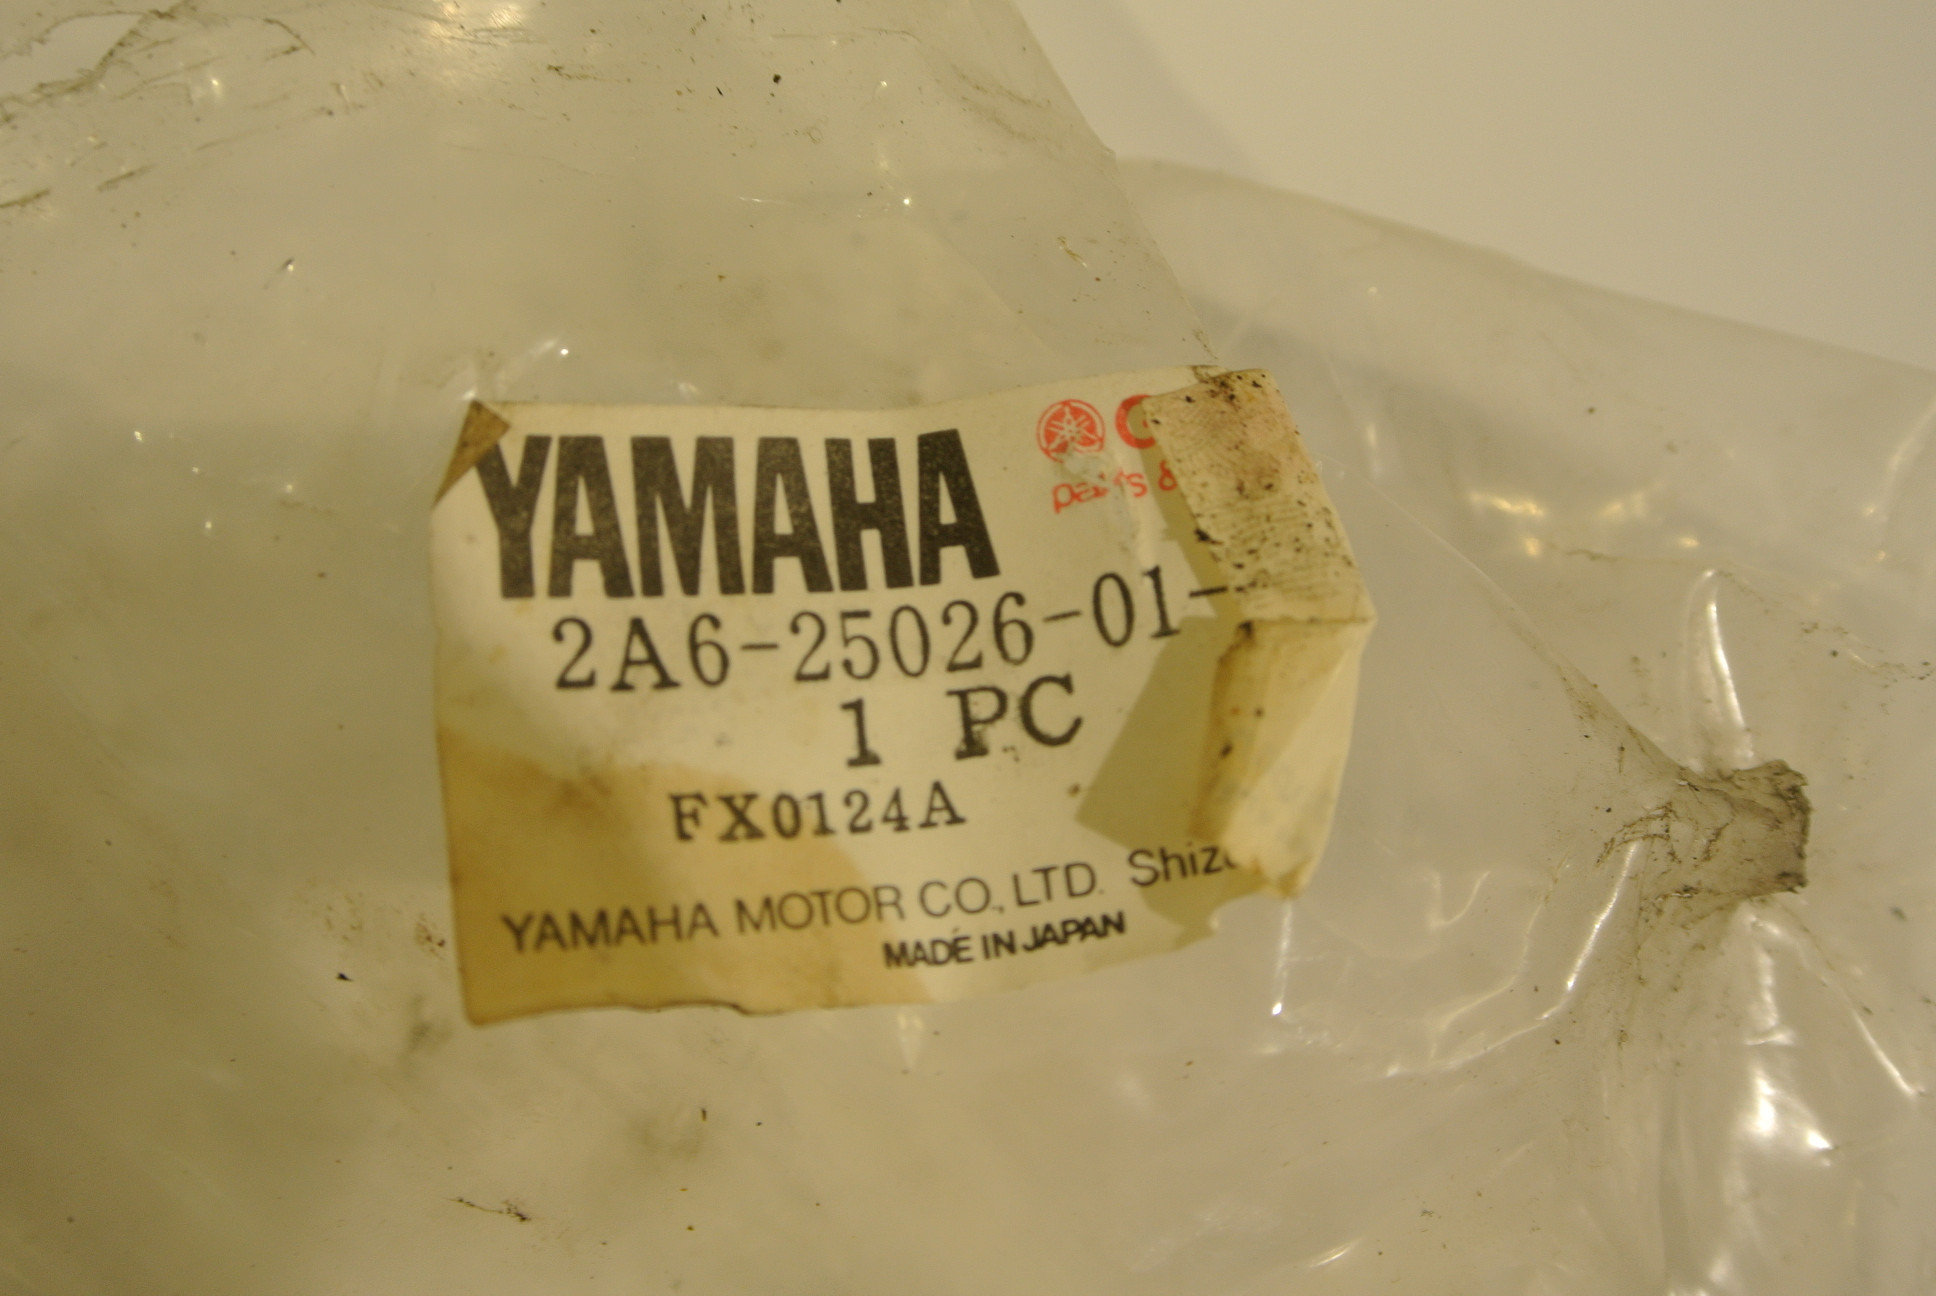 YAMAHA
2A6-25026-01-
1 PC
FX0124A
YAMAHA MOTOR CO., LTD.
MADE IN JAPAN